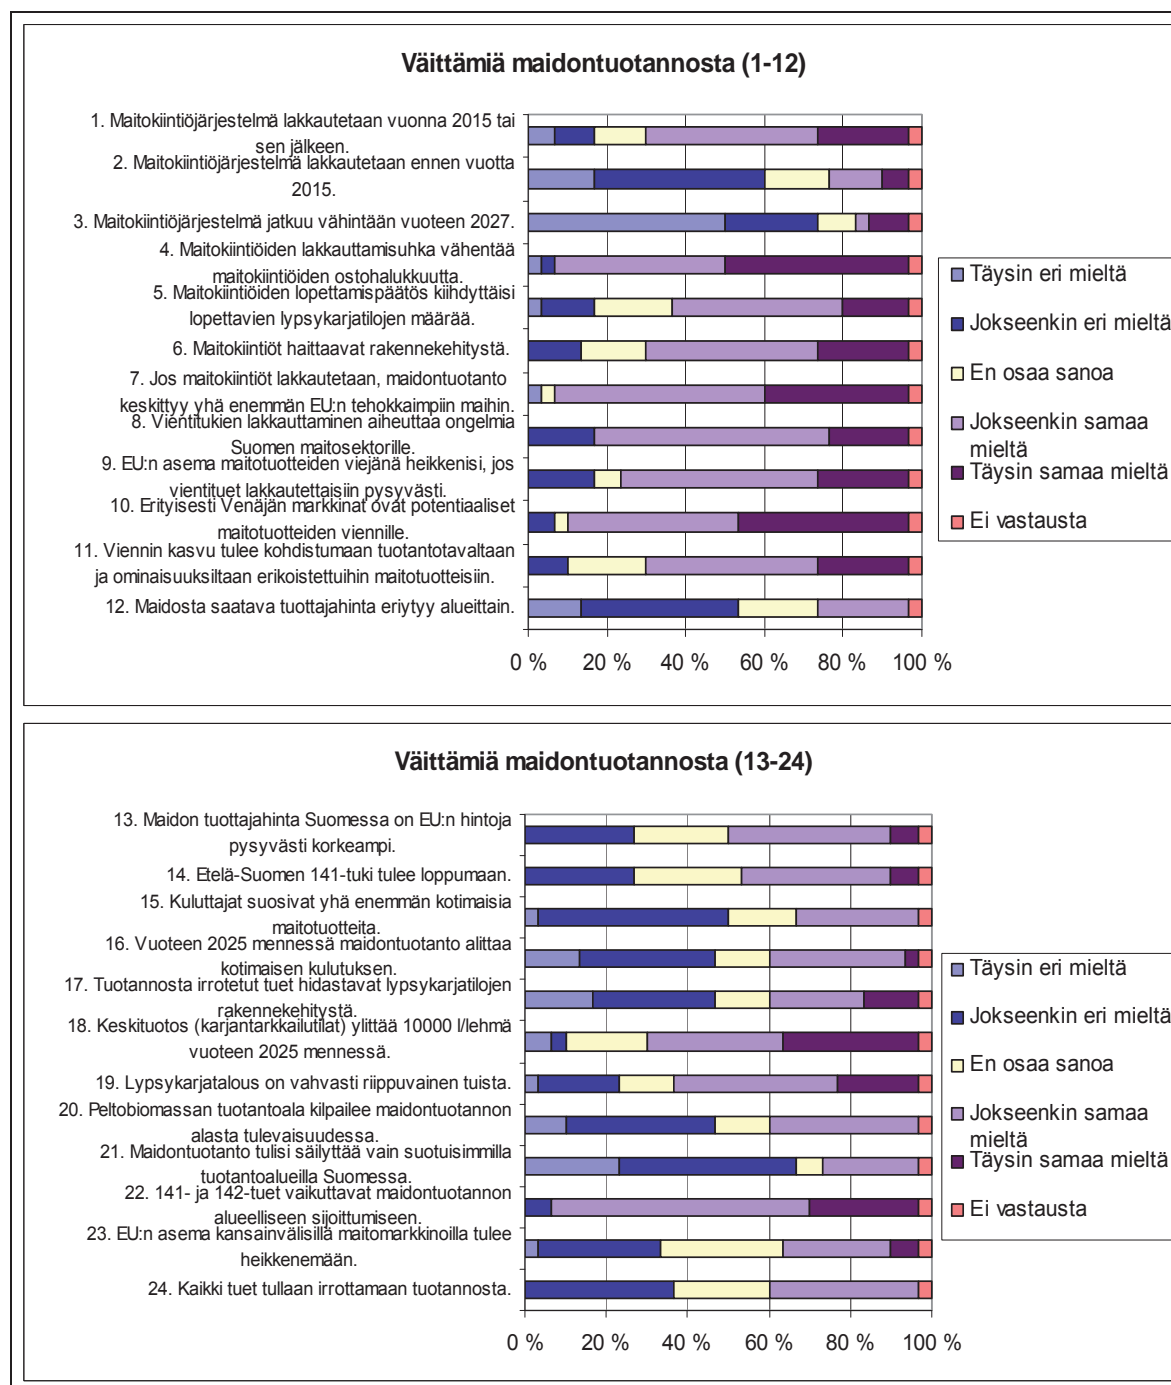 Väittämiä maidontuotannosta (1-12)
1. Maitokiintiöjärjestelmä lakkautetaan vuonna 2015 tai
sen jälkeen.
2. Maitokiintiöjärjestelmä lakkautetaan ennen vuotta
2015.
3. Maitokiintiöjärjestelmä jatkuu vähintään vuoteen 2027.
4. Maitokiintiöiden lakkauttamisuhka vähentää
maitokiintiöiden ostohalukkuutta.
5. Maitokiintiöiden lopettamispäätös kiihdyttäisi
lopettavien lypsykarjatilojen määrää.
6. Maitokiintiöt haittaavat rakennekehitystä.
7. Jos maitokiintiöt lakkautetaan, maidontuotanto
keskittyy yhä enemmän EU:n tehokkaimpiin maihin.
8. Vientitukien lakkauttaminen aiheuttaa ongelmia
Suomen maitosektorille.
9. EU:n asema maitotuotteiden viejänä heikkenisi, jos
vientituet lakkautettaisiin pysyvästi.
10. Erityisesti Venäjän markkinat ovat potentiaaliset
maitotuotteiden viennille.
11. Viennin kasvu tulee kohdistumaan tuotantotavaltaan
ja ominaisuuksiltaan erikoistettuihin maitotuotteisiin.
12. Maidosta saatava tuottajahinta eriytyy alueittain.
0 % 20 % 40 % 60 % 80 % 100 %
Täysin eri mieltä
Jokseenkin eri mieltä
En osaa sanoa
Jokseenkin samaa
mieltä
Täysin samaa mieltä
Ei vastausta
Väittämiä maidontuotannosta (13-24)
13. Maidon tuottajahinta Suomessa on EU:n hintoja
pysyvästi korkeampi.
14. Etelä-Suomen 141-tuki tulee loppumaan.
15. Kuluttajat suosivat yhä enemmän kotimaisia
maitotuotteita.
16. Vuoteen 2025 mennessä maidontuotanto alittaa
kotimaisen kulutuksen.
17. Tuotannosta irrotetut tuet hidastavat lypsykarjatilojen
rakennekehitystä.
18. Keskituotos (karjantarkkailutilat) ylittää 10000 l/lehmä
vuoteen 2025 mennessä.
19. Lypsykarjatalous on vahvasti riippuvainen tuista.
20. Peltobiomassan tuotantoala kilpailee maidontuotannon
alasta tulevaisuudessa.
21. Maidontuotanto tulisi säilyttää vain suotuisimmilla
tuotantoalueilla Suomessa.
22. 141- ja 142-tuet vaikuttavat maidontuotannon
alueelliseen sijoittumiseen.
23. EU:n asema kansainvälisillä maitomarkkinoilla tulee
heikkenemään.
24. Kaikki tuet tullaan irrottamaan tuotannosta.
0 % 20 % 40 % 60 % 80 % 100 %
Täysin eri mieltä
Jokseenkin eri mieltä
En osaa sanoa
Jokseenkin samaa
mieltä
Täysin samaa mieltä
Ei vastausta